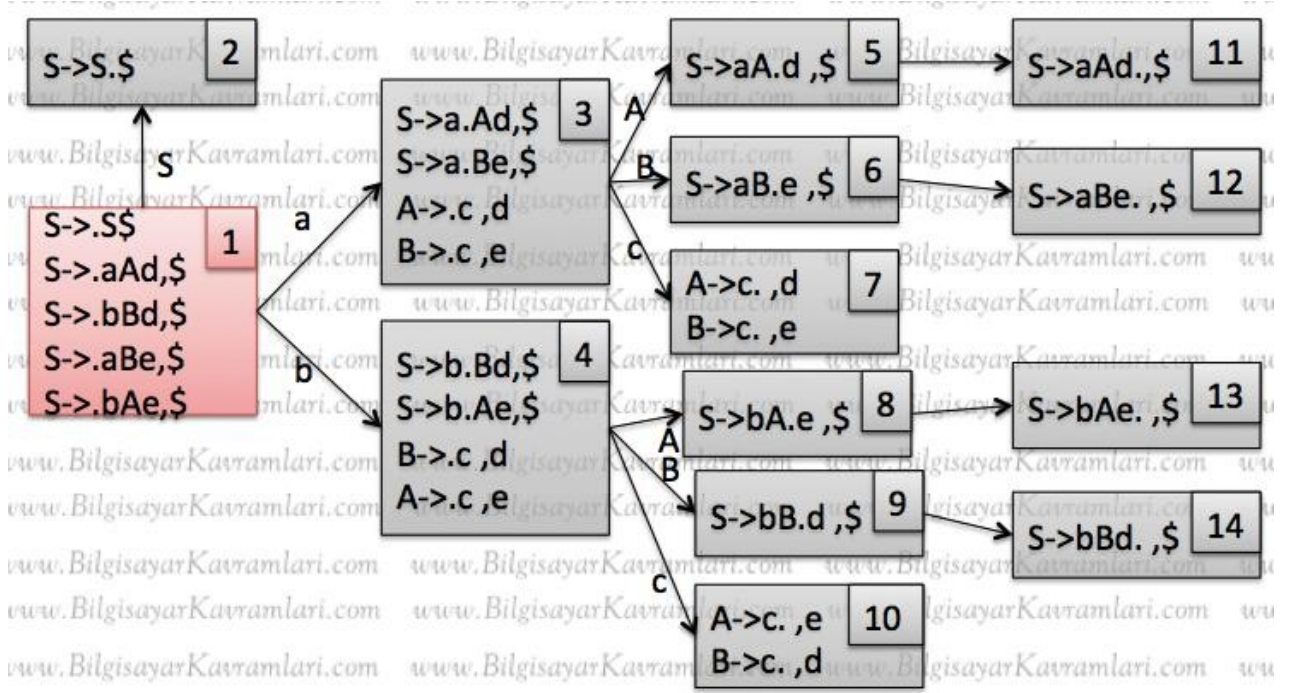 S->S.$
2
S
S->.S$
1
S->.aAd,$
S->.bBd,$
S->.aBe,$
S->.bAe,$
a
b
S->a.Ad,$
3
S->a.Be,$
A->.c ,d
B->.c ,e
S->b.Bd,$
4
S->b.Ae,$
B->.c ,d
A->.c ,e
A
B
c
S->aA.d ,$
5
S->aB.e ,$
6
A->c. ,d
7
B->c. ,e
A
B
c
S->bA.e ,$
8
S->bB.d ,$
9
A->c. ,e
10
B->c. ,d
S->aAd.,$
11
S->aBe. ,$
12
S->bAe. ,$
13
S->bBd. ,$
14
www.BilgisayarKavramlari.com